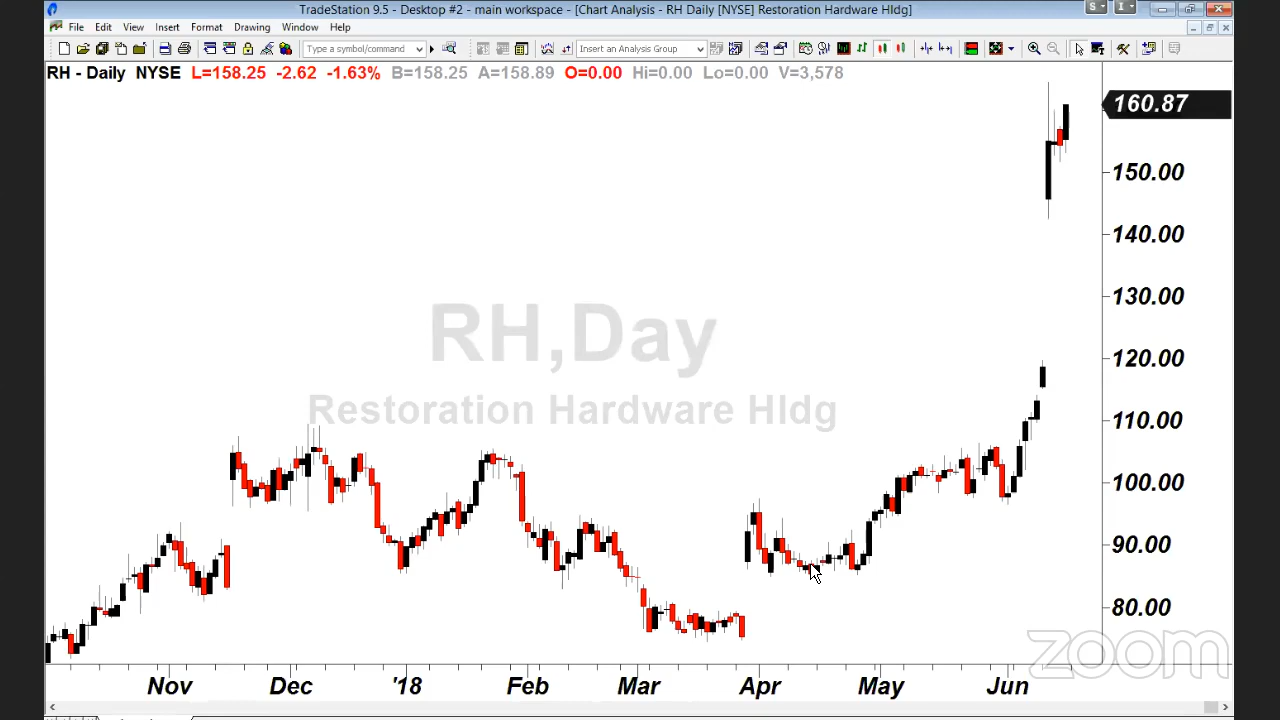 TradeStation 9.5 - Desktop #2 - main workspace - [Chart Analysis - RH Daily [NYSE] Restoration Hardware Hldg]
S
I
File Edit View Insert Format Drawing Window Help
Type a symbol/command
Insert an Analysis Group
RH - Daily NYSE L=158.25 -2.62 -1.63% B=158.25 A=158.89 O=0.00 Hi=0.00 Lo=0.00 V=3,578
160.87
150.00
140.00
130.00
RH,Day
120.00
Restoration Hardware Hldg
110.00
100.00
90.00
80.00
zoom
Nov Dec '18 Feb Mar Apr May Jun